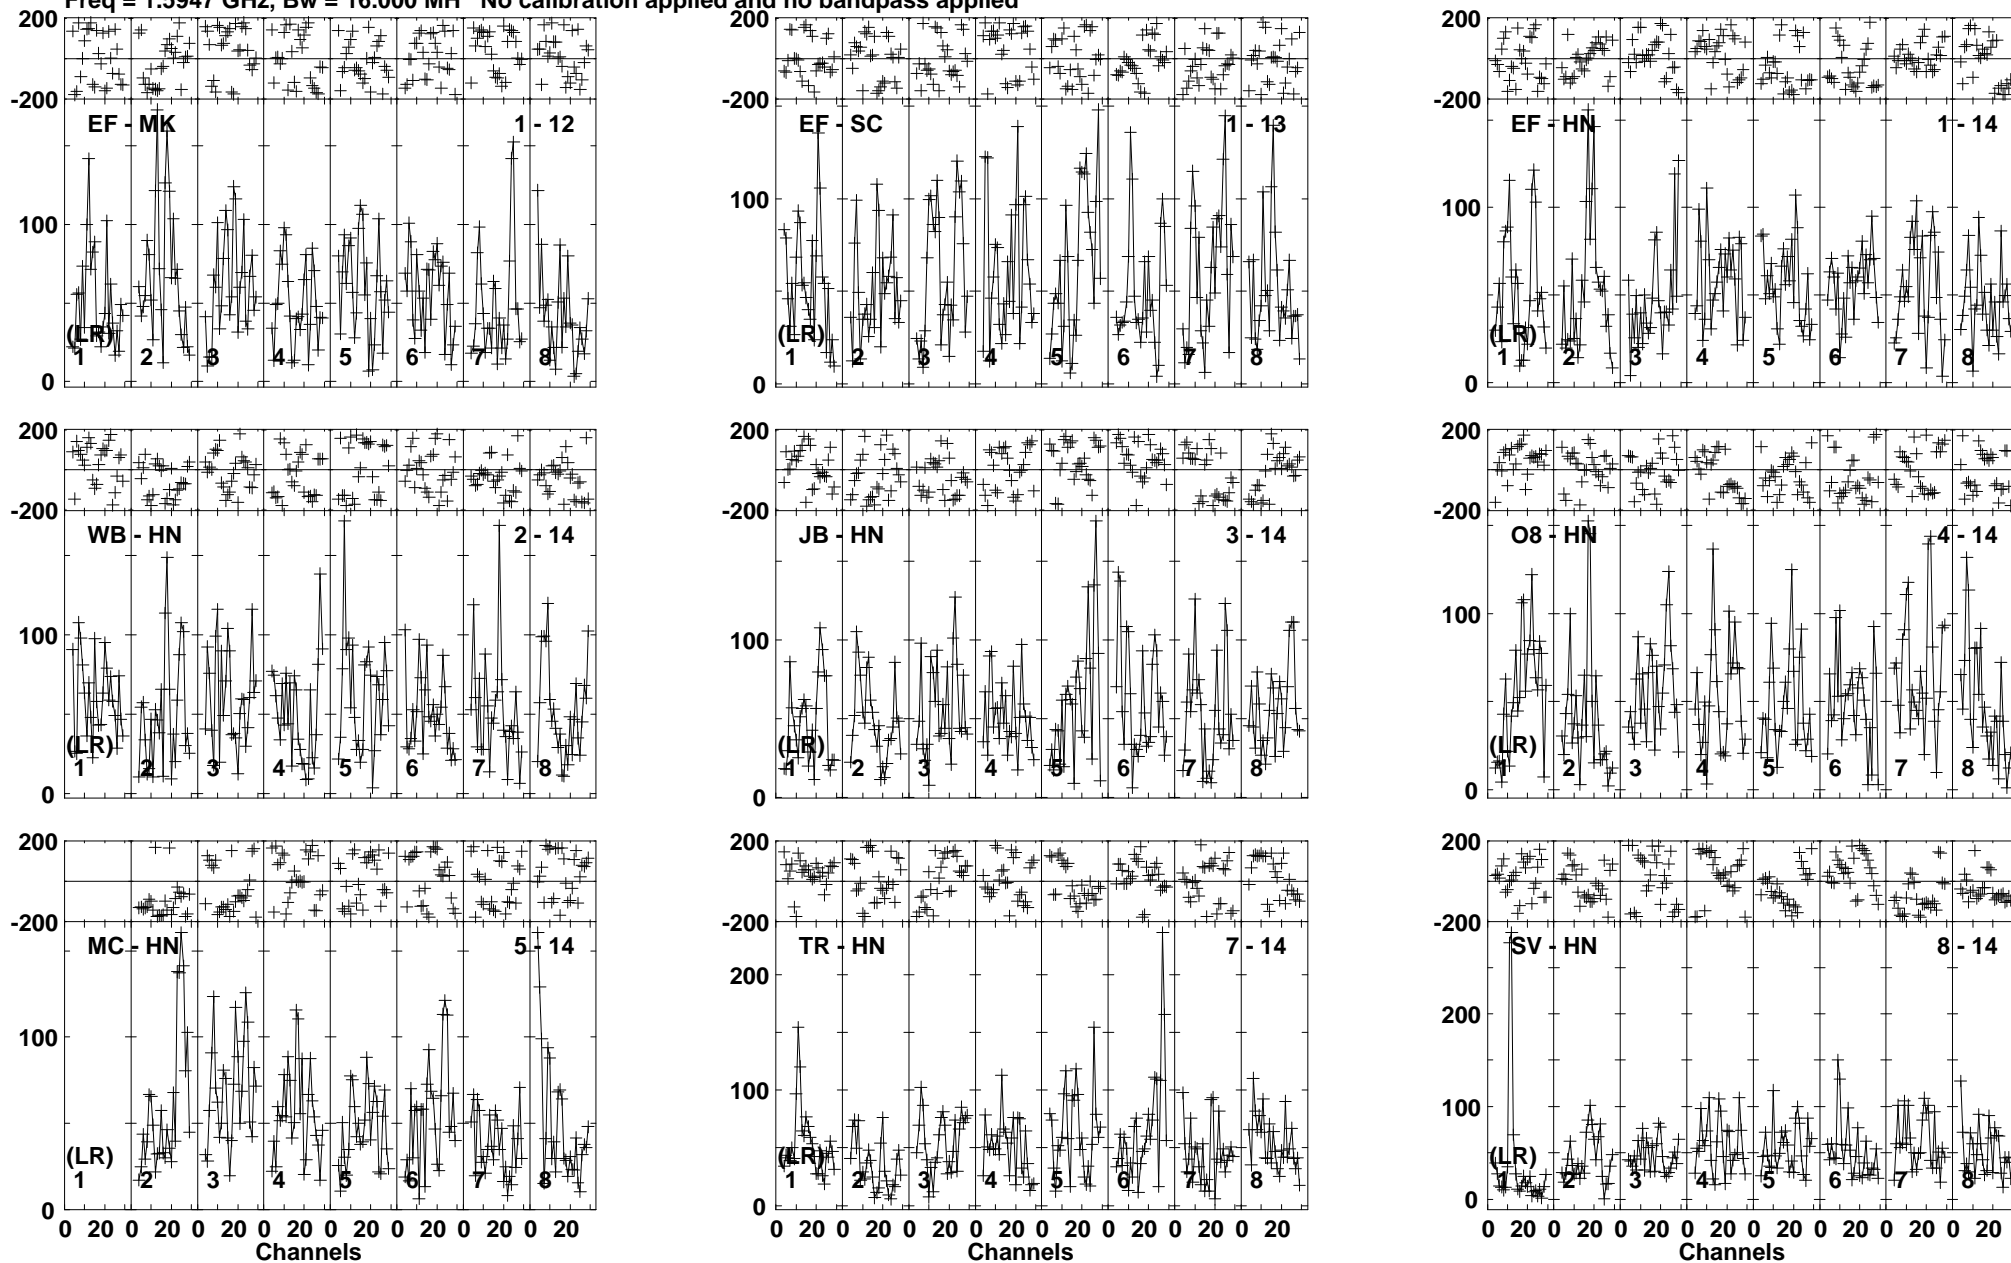 Freq = 1.5947 GHz, Bw = 16.000 MH No calibration applied and no bandpass applied
200
-200
EF - MK 1 - 12
100
(LR)
1 2 3 4 5 6 7 8
0
200
-200
EF - SC 1 - 13
100
(LR)
1 2 3 4 5 6 7 8
0
200
-200
EF - HN 1 - 14
100
(LR)
1 2 3 4 5 6 7 8
0
200
-200
WB - HN 2 - 14
100
(LR)
1 2 3 4 5 6 7 8
0
200
-200
JB - HN 3 - 14
100
(LR)
1 2 3 4 5 6 7 8
0
200
-200
O8 - HN 4 - 14
100
(LR)
1 2 3 4 5 6 7 8
0
200
-200
MC - HN 5 - 14
100
(LR)
1 2 3 4 5 6 7 8
0
0 20 0 20 0 20 0 20 0 20 0 20 0 20 0 20
Channels
200
-200
TR - HN 7 - 14
200
100
(LR)
1 2 3 4 5 6 7 8
0
0 20 0 20 0 20 0 20 0 20 0 20 0 20 0 20
Channels
200
-200
SV - HN 8 - 14
200
100
(LR)
1 2 3 4 5 6 7 8
0
0 20 0 20 0 20 0 20 0 20 0 20 0 20 0 20
Channels